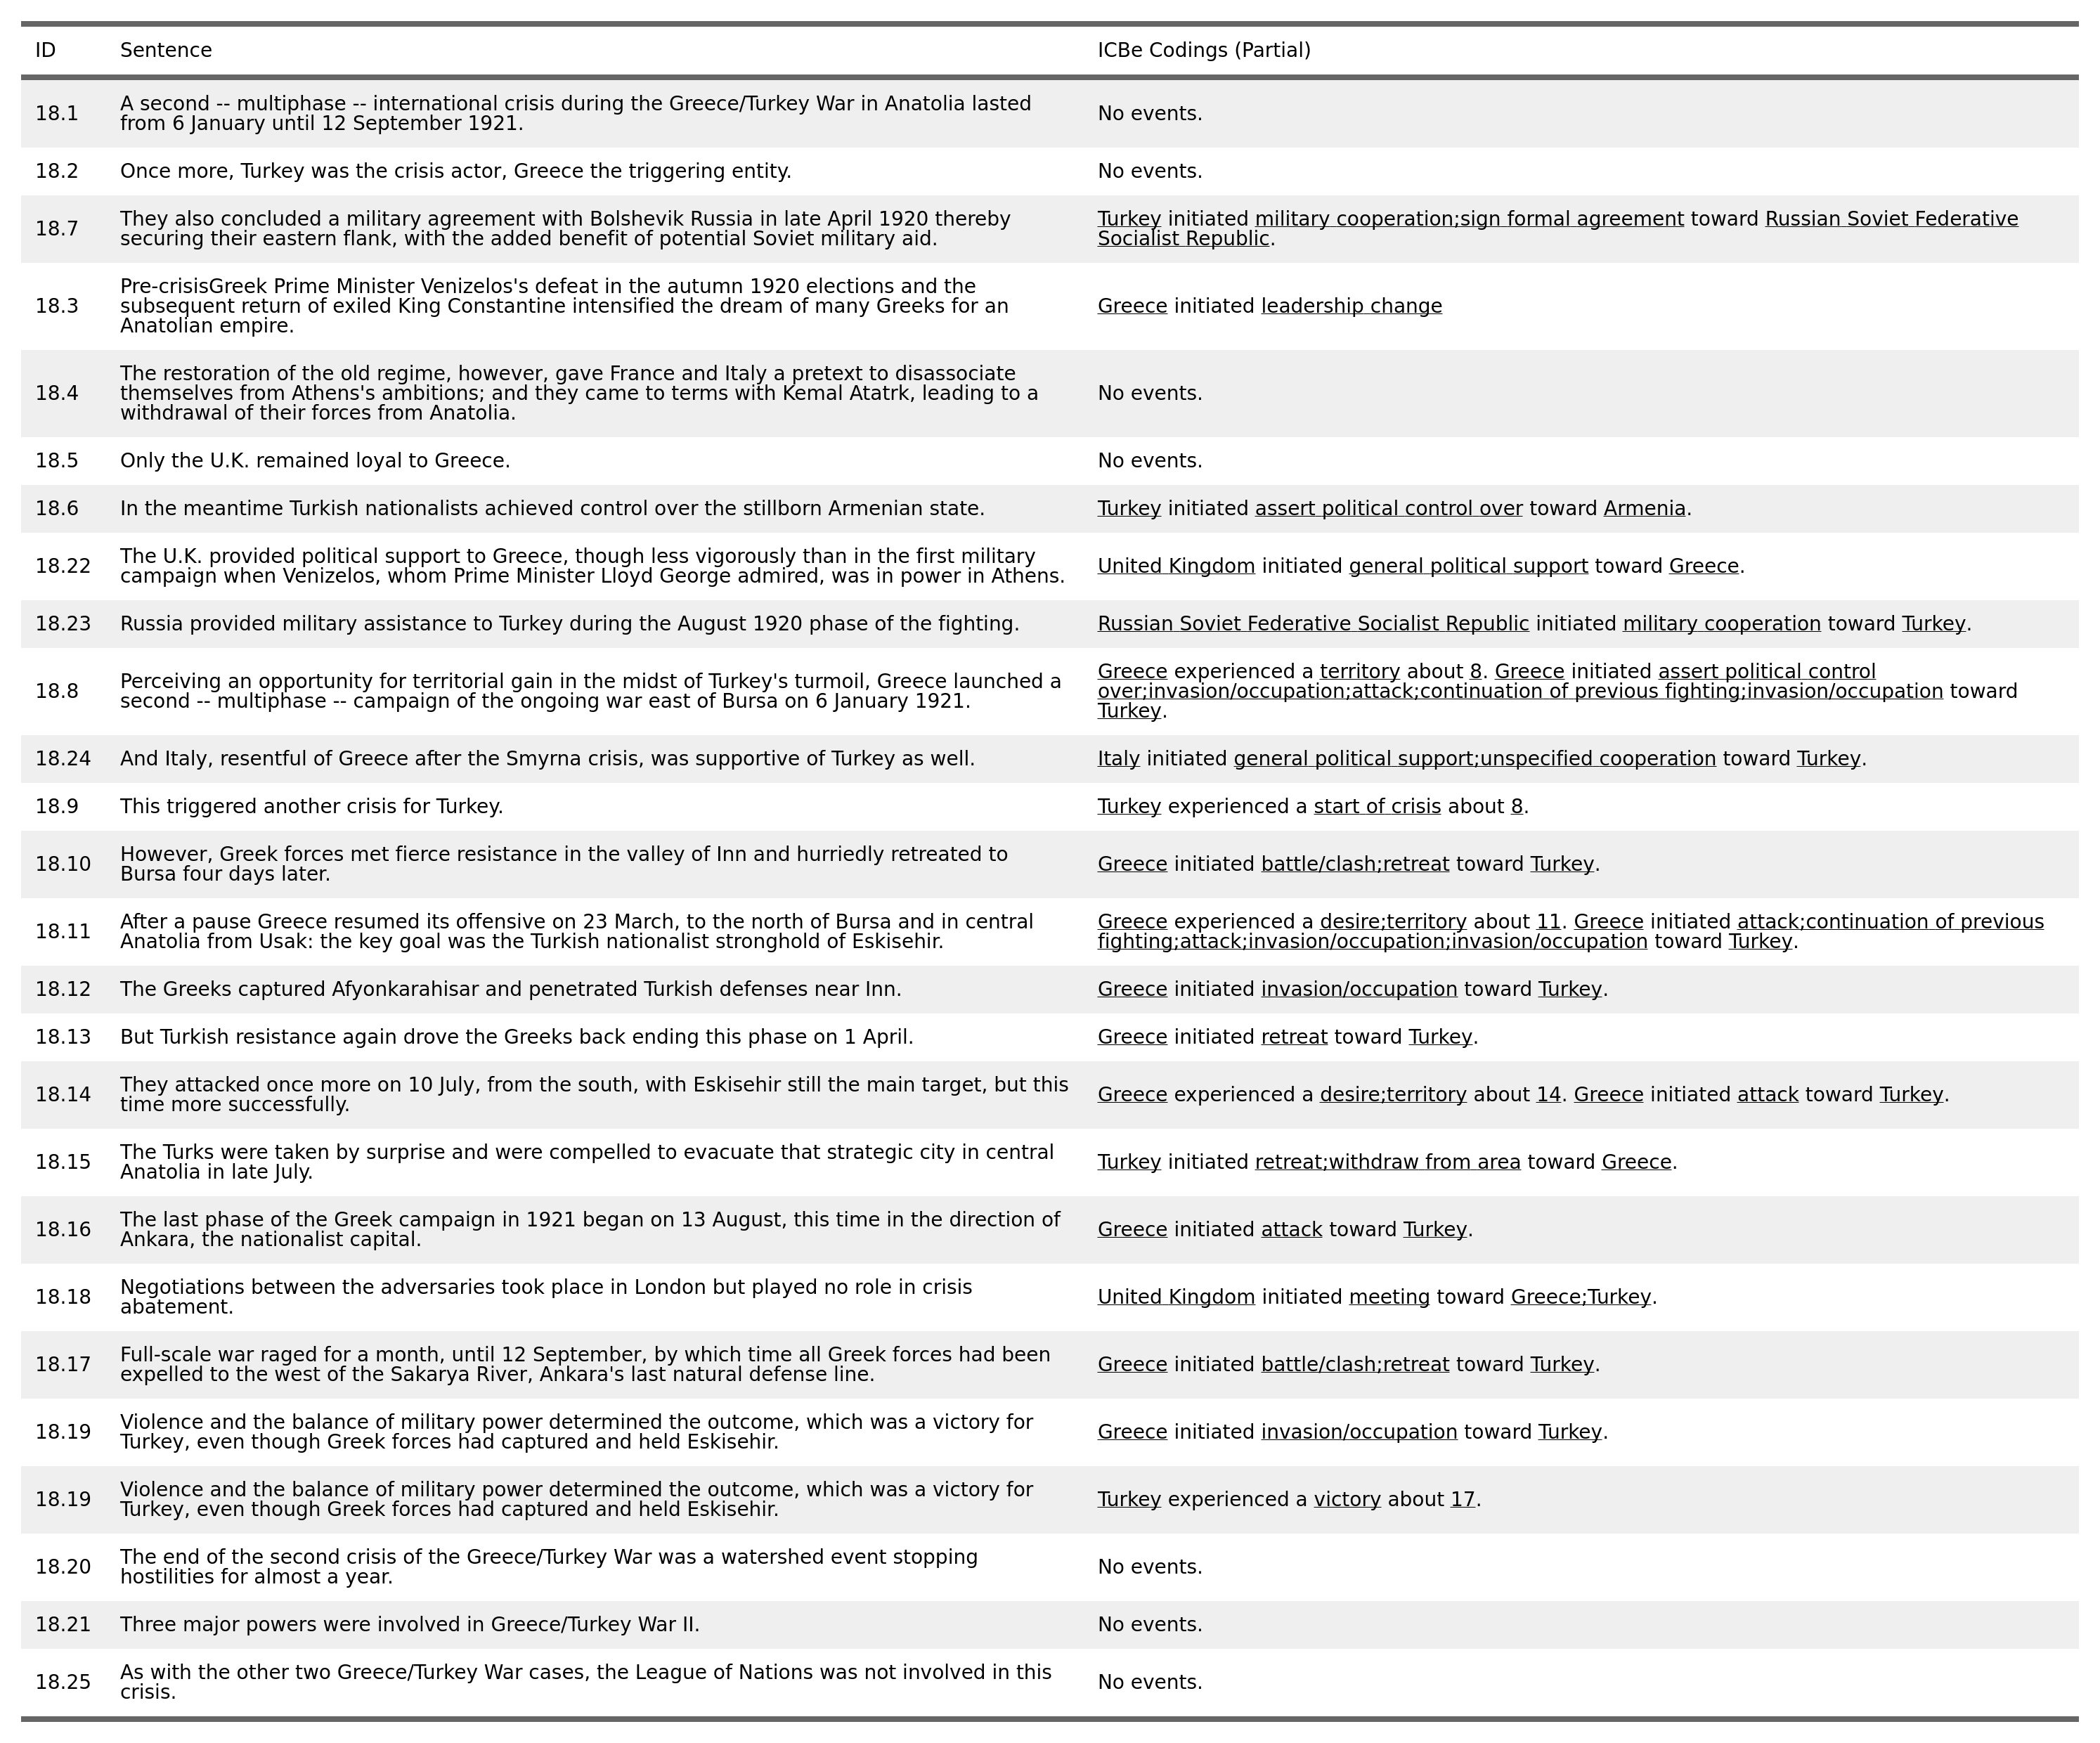 ID Sentence ICBe Codings (Partial)
18.1 A second -- multiphase -- international crisis during the Greece/Turkey War in Anatolia lasted
from 6 January until 12 September 1921. No events.
18.2 Once more, Turkey was the crisis actor, Greece the triggering entity. No events.
18.7 They also concluded a military agreement with Bolshevik Russia in late April 1920 thereby
securing their eastern flank, with the added benefit of potential Soviet military aid.
Turkey initiated military cooperation;sign formal agreement toward Russian Soviet Federative
Socialist Republic.
18.3 Pre-crisisGreek Prime Minister Venizelos's defeat in the autumn 1920 elections and the
subsequent return of exiled King Constantine intensified the dream of many Greeks for an
Anatolian empire.
Greece initiated leadership change
18.4 The restoration of the old regime, however, gave France and Italy a pretext to disassociate
themselves from Athens's ambitions; and they came to terms with Kemal Atatrk, leading to a
withdrawal of their forces from Anatolia.
No events.
18.5 Only the U.K. remained loyal to Greece. No events.
18.6 In the meantime Turkish nationalists achieved control over the stillborn Armenian state. Turkey initiated assert political control over toward Armenia.
18.22 The U.K. provided political support to Greece, though less vigorously than in the first military
campaign when Venizelos, whom Prime Minister Lloyd George admired, was in power in Athens.
United Kingdom initiated general political support toward Greece.
18.23 Russia provided military assistance to Turkey during the August 1920 phase of the fighting. Russian Soviet Federative Socialist Republic initiated military cooperation toward Turkey.
18.8 Perceiving an opportunity for territorial gain in the midst of Turkey's turmoil, Greece launched a
second -- multiphase -- campaign of the ongoing war east of Bursa on 6 January 1921.
Greece experienced a territory about 8. Greece initiated assert political control
over;invasion/occupation;attack;continuation of previous fighting;invasion/occupation toward
Turkey.
18.24 And Italy, resentful of Greece after the Smyrna crisis, was supportive of Turkey as well. Italy initiated general political support;unspecified cooperation toward Turkey.
18.9 This triggered another crisis for Turkey. Turkey experienced a start of crisis about 8.
18.10 However, Greek forces met fierce resistance in the valley of Inn and hurriedly retreated to
Bursa four days later.
Greece initiated battle/clash;retreat toward Turkey.
18.11 After a pause Greece resumed its offensive on 23 March, to the north of Bursa and in central
Anatolia from Usak: the key goal was the Turkish nationalist stronghold of Eskisehir.
Greece experienced a desire;territory about 11. Greece initiated attack;continuation of previous
fighting;attack;invasion/occupation;invasion/occupation toward Turkey.
18.12 The Greeks captured Afyonkarahisar and penetrated Turkish defenses near Inn. Greece initiated invasion/occupation toward Turkey.
18.13 But Turkish resistance again drove the Greeks back ending this phase on 1 April. Greece initiated retreat toward Turkey.
18.14 They attacked once more on 10 July, from the south, with Eskisehir still the main target, but this
time more successfully.
Greece experienced a desire;territory about 14. Greece initiated attack toward Turkey.
18.15 The Turks were taken by surprise and were compelled to evacuate that strategic city in central
Anatolia in late July.
Turkey initiated retreat;withdraw from area toward Greece.
18.16 The last phase of the Greek campaign in 1921 began on 13 August, this time in the direction of
Ankara, the nationalist capital.
Greece initiated attack toward Turkey.
18.18 Negotiations between the adversaries took place in London but played no role in crisis
abatement.
United Kingdom initiated meeting toward Greece;Turkey.
18.17 Full-scale war raged for a month, until 12 September, by which time all Greek forces had been
expelled to the west of the Sakarya River, Ankara's last natural defense line.
Greece initiated battle/clash;retreat toward Turkey.
18.19 Violence and the balance of military power determined the outcome, which was a victory for
Turkey, even though Greek forces had captured and held Eskisehir.
Greece initiated invasion/occupation toward Turkey.
18.19 Violence and the balance of military power determined the outcome, which was a victory for
Turkey, even though Greek forces had captured and held Eskisehir.
Turkey experienced a victory about 17.
18.20 The end of the second crisis of the Greece/Turkey War was a watershed event stopping
hostilities for almost a year.
No events.
18.21 Three major powers were involved in Greece/Turkey War II. No events.
18.25 As with the other two Greece/Turkey War cases, the League of Nations was not involved in this
crisis.
No events.